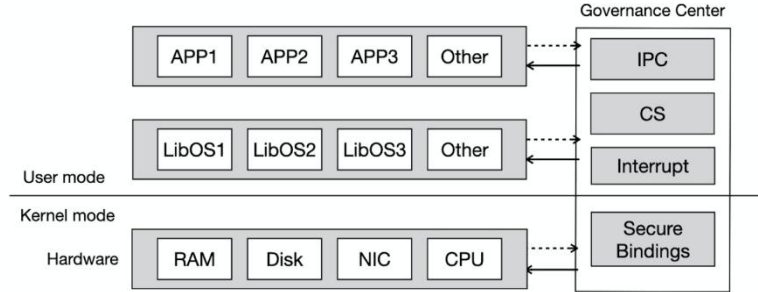 Governance Center
APP1 APP2 APP3 Other
IPC
CS
LibOS1 LibOS2 LibOS3 Other
Interrupt
User mode
Kernel mode
Secure
Bindings
Hardware
RAM Disk NIC CPU